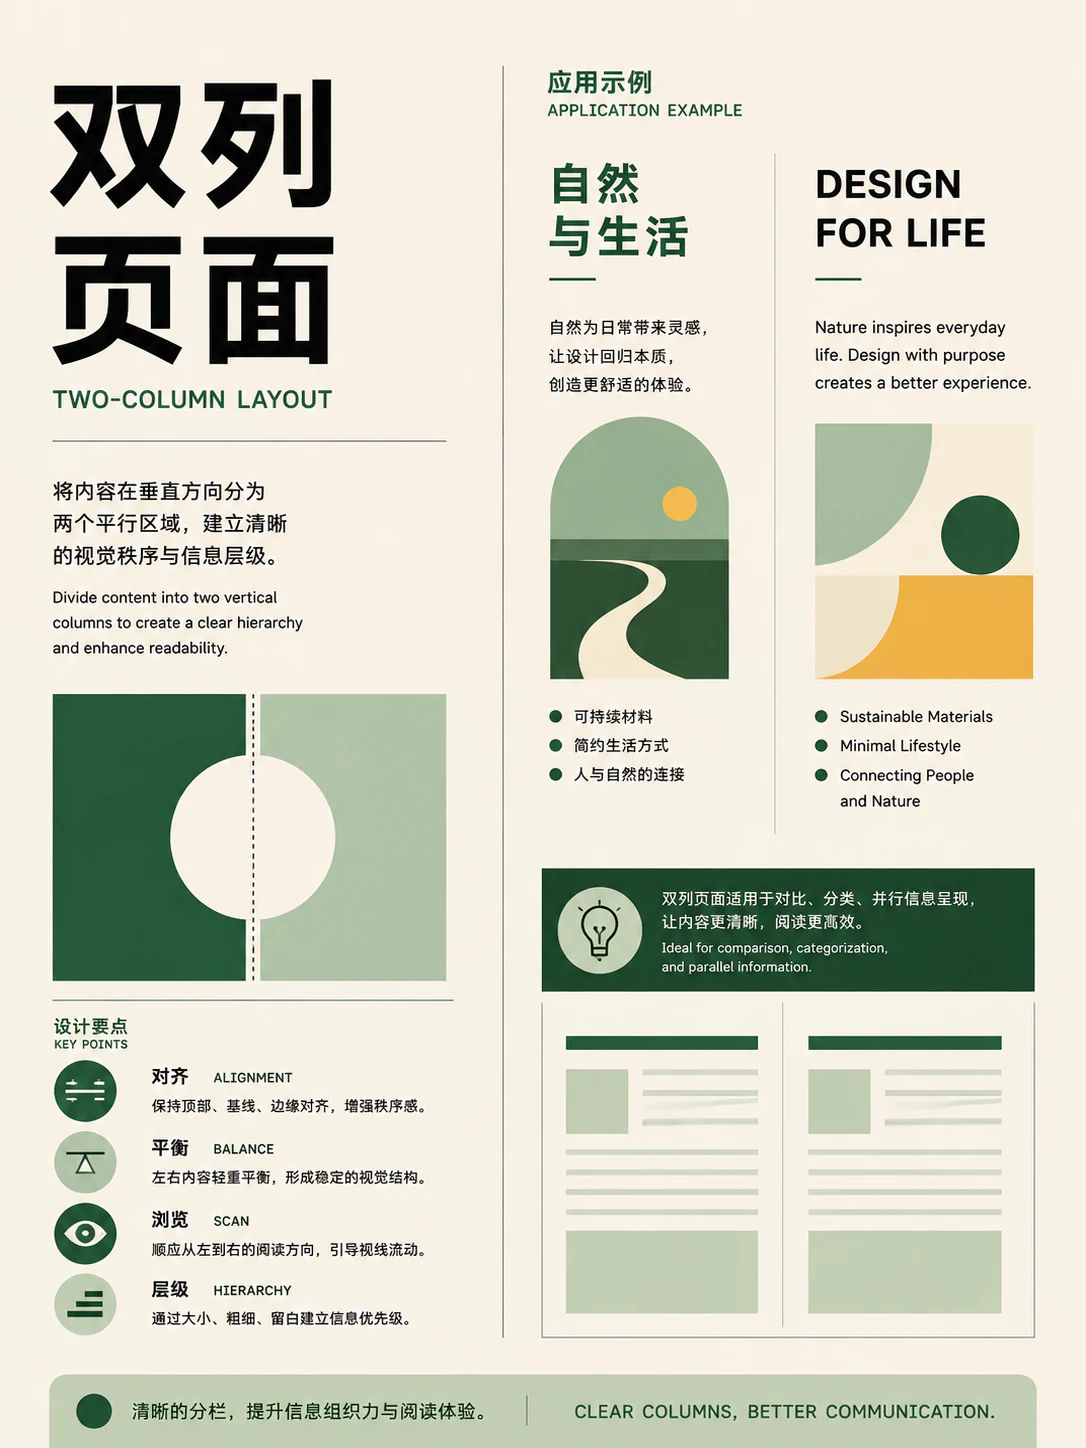 双列
页面
TWO-COLUMN LAYOUT
将内容在垂直方向分为
两个平行区域，建立清晰
的视觉秩序与信息层级。
Divide content into two vertical
columns to create a clear hierarchy
and enhance readability.
设计要点
KEY POINTS
对齐 ALIGNMENT
保持顶部、基线、边缘对齐，增强秩序感。
平衡 BALANCE
左右内容轻重平衡，形成稳定的视觉结构。
浏览 SCAN
顺应从左到右的阅读方向，引导视线流动。
层级 HIERARCHY
通过大小、粗细、留白建立信息优先级。
应用示例
APPLICATION EXAMPLE
自然
与生活
自然为日常带来灵感，
让设计回归本质，
创造更舒适的体验。
可持续材料
简约生活方式
人与自然的连接
DESIGN
FOR LIFE
Nature inspires everyday
life. Design with purpose
creates a better experience.
Sustainable Materials
Minimal Lifestyle
Connecting People
and Nature
双列页面适用于对比、分类、并行信息呈现，
让内容更清晰，阅读更高效。
Ideal for comparison, categorization,
and parallel information.
清晰的分栏，提升信息组织力与阅读体验。
CLEAR COLUMNS, BETTER COMMUNICATION.